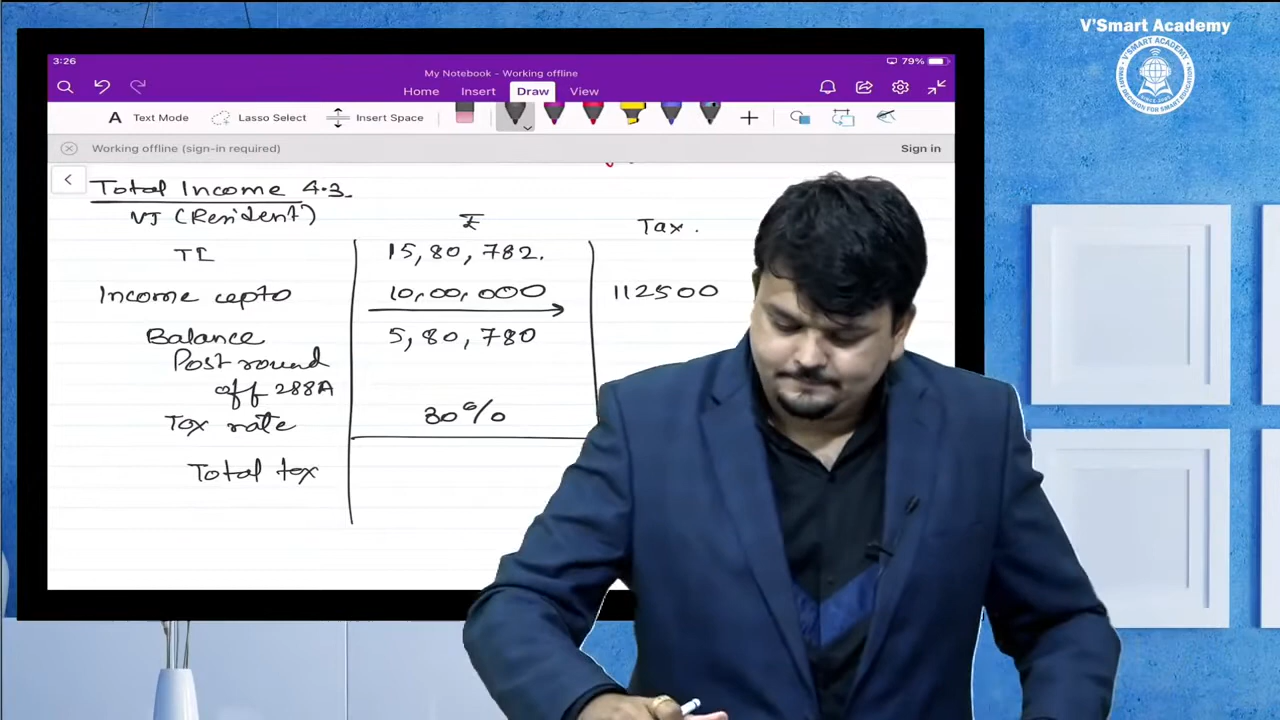 V'Smart Academy
3:26
79%
My Notebook - Working offline
Home Insert Draw View
A Text Mode Lasso Select Insert Space
Working offline (sign-in required) Sign in
Total Income 4.3.
VJ (Resident)
₹ Tax.
TI 15,80,782.
Income upto 10,00,000 112500
Balance 5,80,780
Post round
off 288A
Tax rate 30%
Total tax